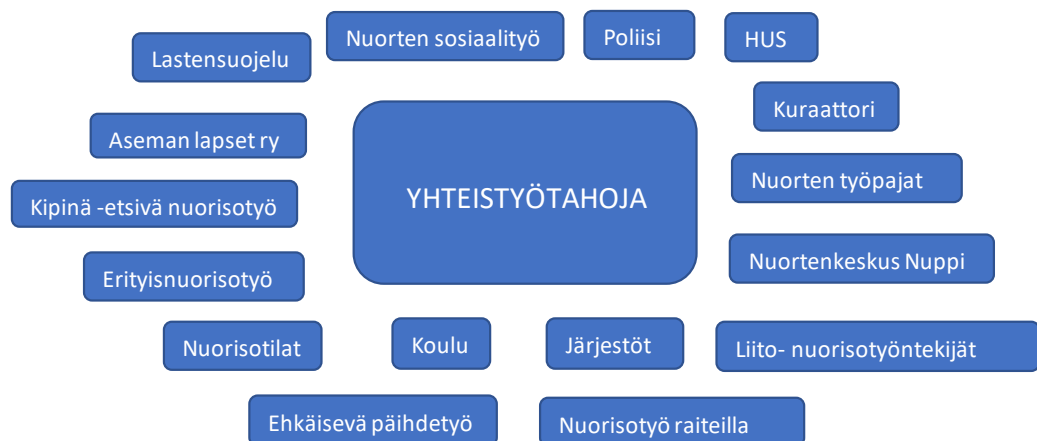 Nuorten sosiaalityö
Poliisi
HUS
Lastensuojelu
Kuraattori
Aseman lapset ry
Nuorten työpajat
Kipinä -etsivä nuorisotyö
YHTEISTYÖTAHOJA
Nuortenkeskus Nuppi
Erityisnuorisotyö
Nuorisotilat
Koulu
Järjestöt
Liito- nuorisotyöntekijät
Ehkäisevä päihdetyö
Nuorisotyö raiteilla